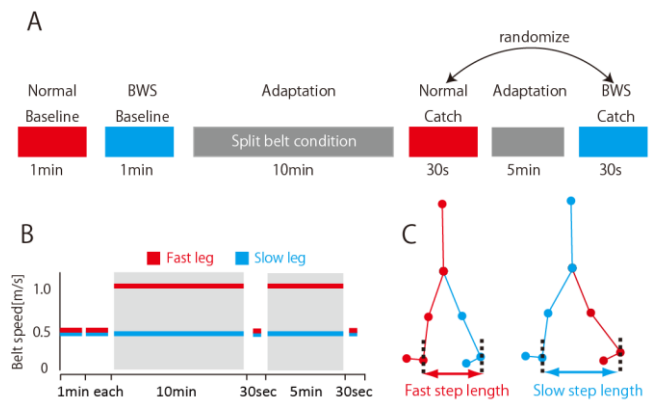 A
randomize
Normal
Baseline
BWS
Baseline
Adaptation
Normal
Catch
Adaptation
BWS
Catch
Split belt condition
1min
1min
10min
30s
5min
30s
B
Fast leg
Slow leg
Belt speed[m/s]
1.0
0.5
0
1min each
10min
30sec
5min
30sec
C
Fast step length
Slow step length